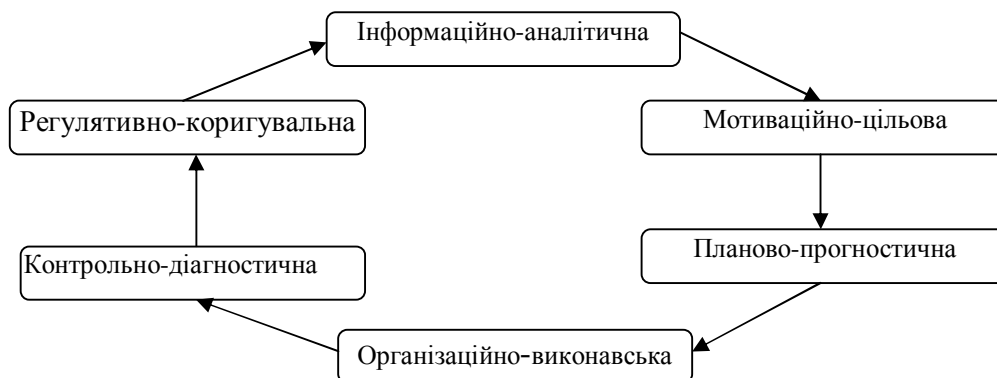 Інформаційно-аналітична
Регулятивно-коригувальна
Мотиваційно-цільова
Контрольно-діагностична
Планово-прогностична
Організаційно-виконавська